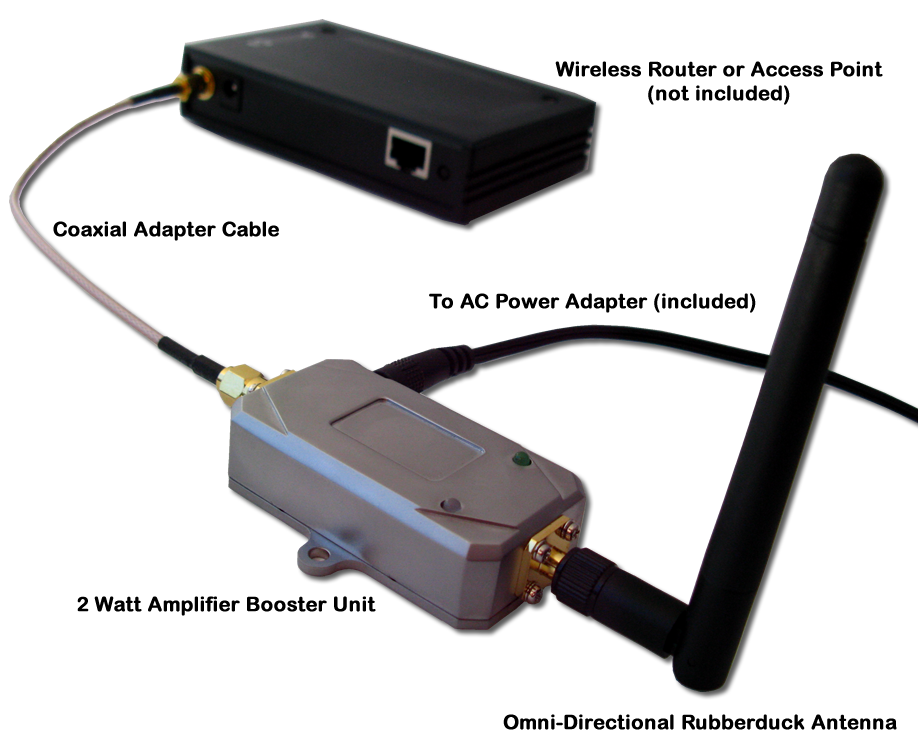 Wireless Router or Access Point
(not included)
Coaxial Adapter Cable
To AC Power Adapter (included)
2 Watt Amplifier Booster Unit
Omni-Directional Rubberduck Antenna